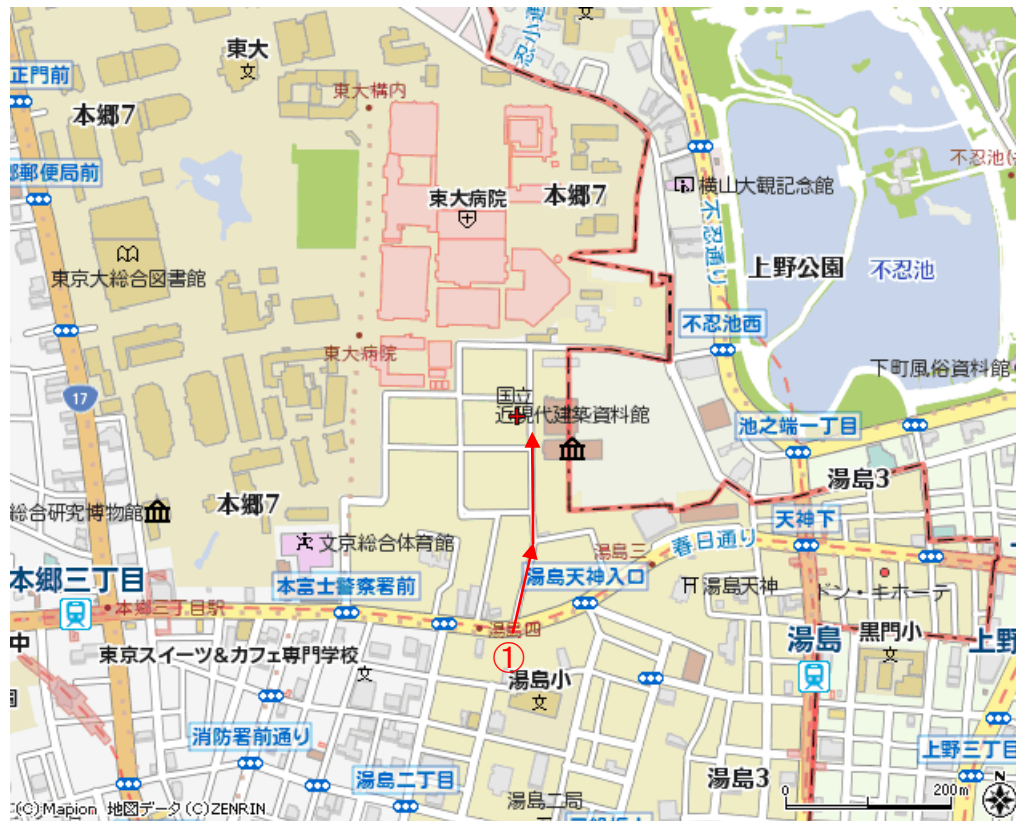 東大
忍小通
正門前
東大構内
本郷7
郵便局前
東大病院
本郷7
横山大観記念館
不忍池
不忍通り
東京大総合図書館
上野公園
不忍池
不忍池西
東大病院
17
下町風俗資料館
国立
近現代建築資料館
池之端一丁目
湯島3
総合研究博物館
本郷7
天神下
文京総合体育館
湯島三
春日通り
本郷三丁目
本富士警察署前
湯島天神入口
湯島天神
ドン・キホーテ
本郷三丁目駅
湯島四
黒門小
中
東京スイーツ&カフェ専門学校
①
湯島小
湯島
上野
消防署前通り
上野三丁目
湯島二丁目
湯島3
湯島二局
0
200m
N
(C)Mapion 地図データ(C)ZENRIN